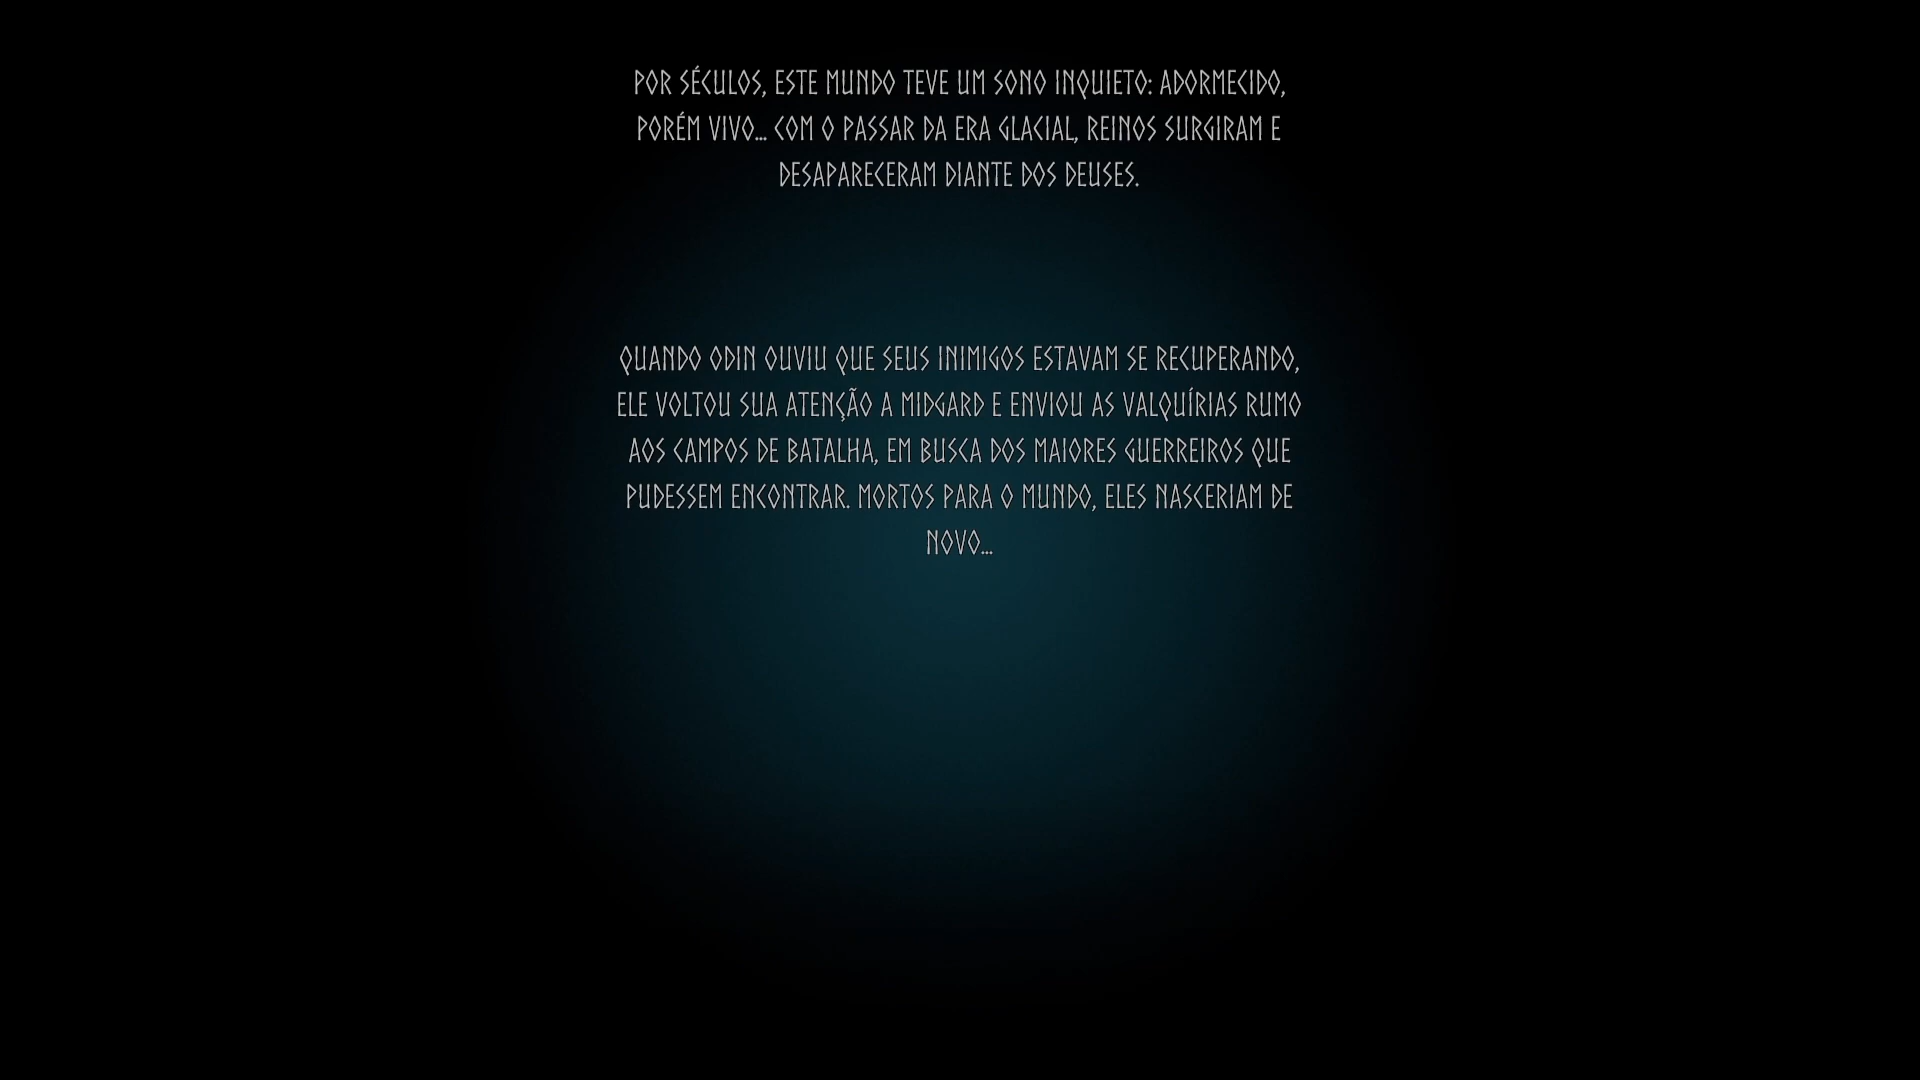 POR SÉCULOS, ESTE MUNDO TEVE UM SONO INQUIETO: ADORMECIDO,
PORÉM VIVO... COM O PASSAR DA ERA GLACIAL, REINOS SURGIRAM E
DESAPARECERAM DIANTE DOS DEUSES.
QUANDO ODIN OUVIU QUE SEUS INIMIGOS ESTAVAM SE RECUPERANDO,
ELE VOLTOU SUA ATENÇÃO A MIDGARD E ENVIOU AS VALQUÍRIAS RUMO
AOS CAMPOS DE BATALHA, EM BUSCA DOS MAIORES GUERREIROS QUE
PUDESSEM ENCONTRAR. MORTOS PARA O MUNDO, ELES NASCERIAM DE
NOVO...